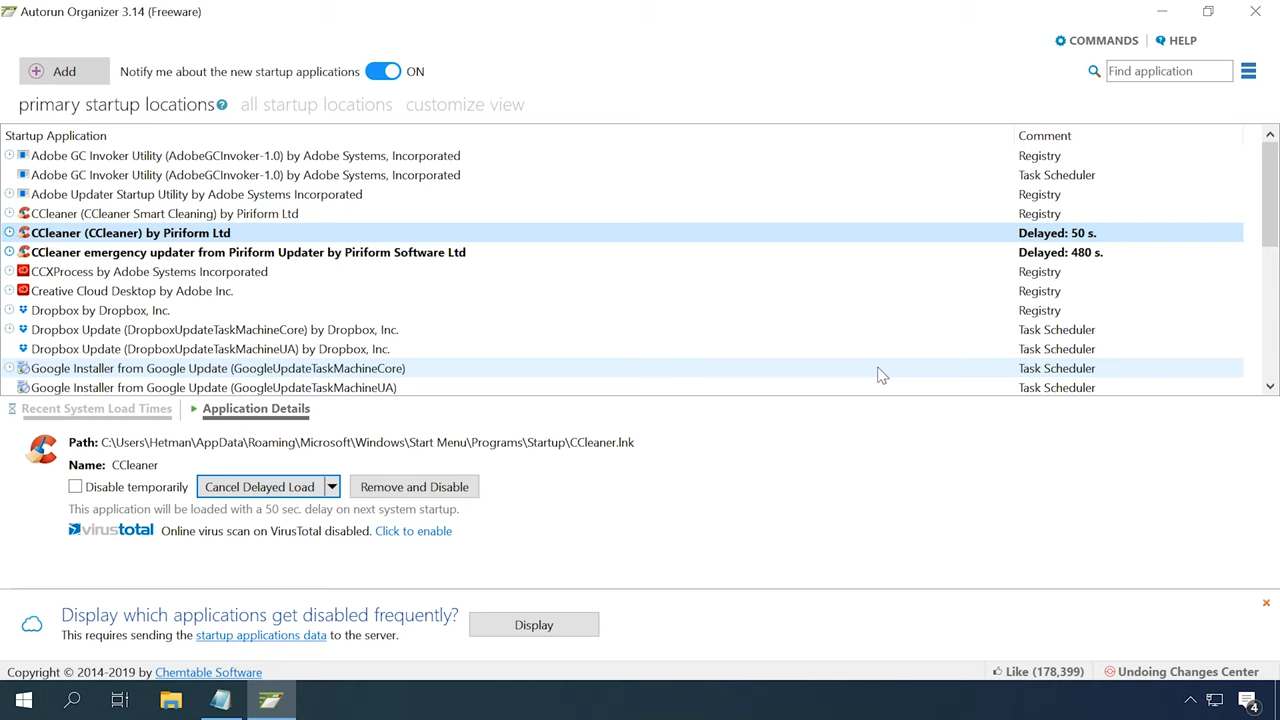 Autorun Organizer 3.14 (Freeware)
COMMANDS HELP
Add Notify me about the new startup applications ON Find application
primary startup locations ? all startup locations customize view
Startup Application Comment
Adobe GC Invoker Utility (AdobeGCInvoker-1.0) by Adobe Systems, Incorporated Registry
Adobe GC Invoker Utility (AdobeGCInvoker-1.0) by Adobe Systems, Incorporated Task Scheduler
Adobe Updater Startup Utility by Adobe Systems Incorporated Registry
CCleaner (CCleaner Smart Cleaning) by Piriform Ltd Registry
CCleaner (CCleaner) by Piriform Ltd Delayed: 50 s.
CCleaner emergency updater from Piriform Updater by Piriform Software Ltd Delayed: 480 s.
CCXProcess by Adobe Systems Incorporated Registry
Creative Cloud Desktop by Adobe Inc. Registry
Dropbox by Dropbox, Inc. Registry
Dropbox Update (DropboxUpdateTaskMachineCore) by Dropbox, Inc. Task Scheduler
Dropbox Update (DropboxUpdateTaskMachineUA) by Dropbox, Inc. Task Scheduler
Google Installer from Google Update (GoogleUpdateTaskMachineCore) Task Scheduler
Google Installer from Google Update (GoogleUpdateTaskMachineUA) Task Scheduler
Recent System Load Times Application Details
Path: C:\Users\Hetman\AppData\Roaming\Microsoft\Windows\Start Menu\Programs\Startup\CCleaner.lnk
Name: CCleaner
Disable temporarily Cancel Delayed Load Remove and Disable
This application will be loaded with a 50 sec. delay on next system startup.
virustotal Online virus scan on VirusTotal disabled. Click to enable
Display which applications get disabled frequently? Display
This requires sending the startup applications data to the server.
Copyright © 2014-2019 by Chemtable Software Like (178,399) Undoing Changes Center
4